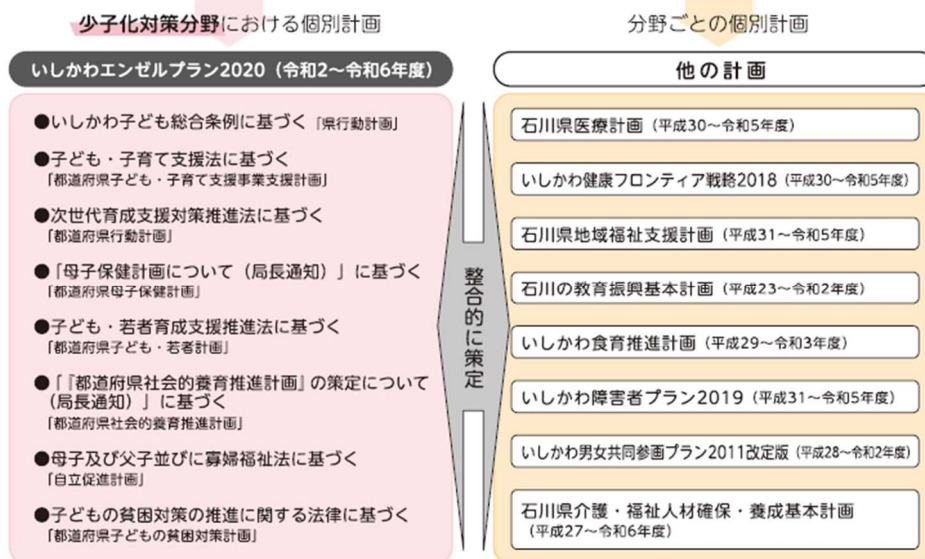 少子化対策分野における個別計画
いしかわエンゼルプラン2020（令和2～令和6年度）
●いしかわ子ども総合条例に基づく「県行動計画」
●子ども・子育て支援法に基づく
「都道府県子ども・子育て支援事業支援計画」
●次世代育成支援対策推進法に基づく
「都道府県行動計画」
●「母子保健計画について（局長通知）」に基づく
「都道府県母子保健計画」
●子ども・若者育成支援推進法に基づく
「都道府県子ども・若者計画」
●「『都道府県社会的養育推進計画』の策定について
（局長通知）」に基づく
「都道府県社会的養育推進計画」
●母子及び父子並びに寡婦福祉法に基づく
「自立促進計画」
●子どもの貧困対策の推進に関する法律に基づく
「都道府県子どもの貧困対策計画」
整合的に策定
分野ごとの個別計画
他の計画
石川県医療計画（平成30～令和5年度）
いしかわ健康フロンティア戦略2018（平成30～令和5年度）
石川県地域福祉支援計画（平成31～令和5年度）
石川の教育振興基本計画（平成23～令和2年度）
いしかわ食育推進計画（平成29～令和3年度）
いしかわ障害者プラン2019（平成31～令和5年度）
いしかわ男女共同参画プラン2011改定版（平成28～令和2年度）
石川県介護・福祉人材確保・養成基本計画
（平成27～令和6年度）